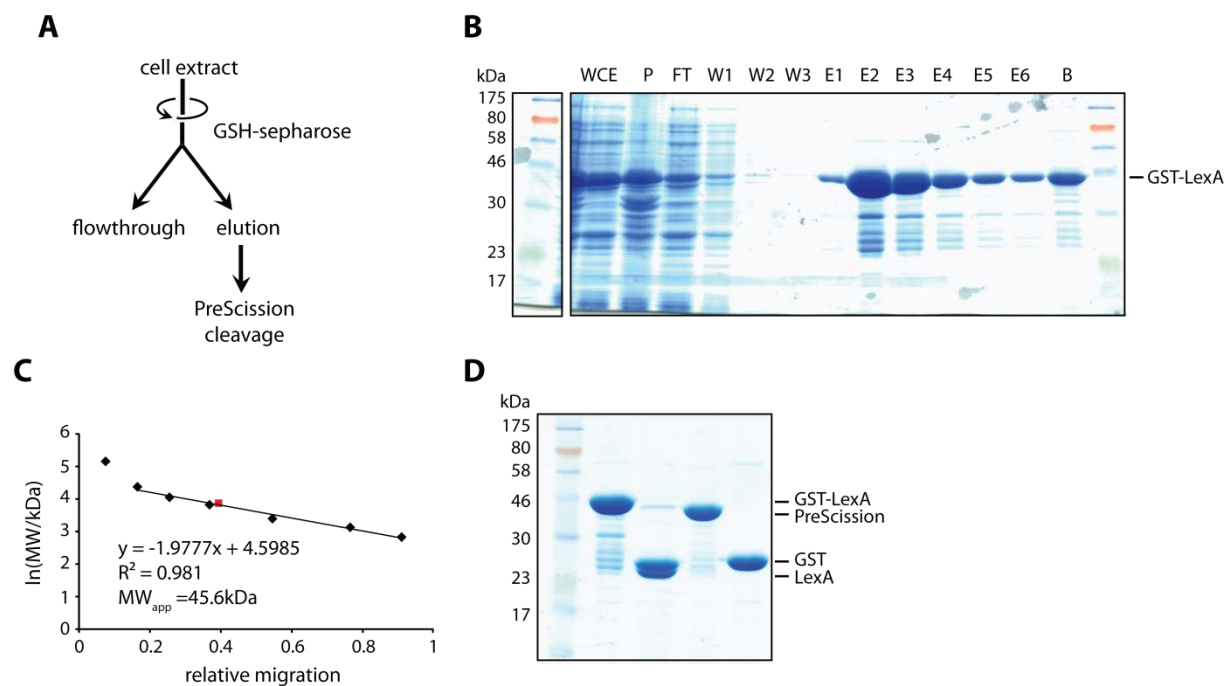 A
cell extract
GSH-sepharose
flowthrough elution
PreScission
cleavage
B
kDa WCE P FT W1 W2 W3 E1 E2 E3 E4 E5 E6 B
175
80
58
46
30
23
17
GST-LexA
C
ln(MW/kDa)
6
5
4
3
2
1
0
y = -1.9777x + 4.5985
R² = 0.981
MWapp =45.6kDa
0 0.2 0.4 0.6 0.8 1
relative migration
D
kDa
175
80
58
46
30
23
17
GST-LexA
PreScission
GST
LexA